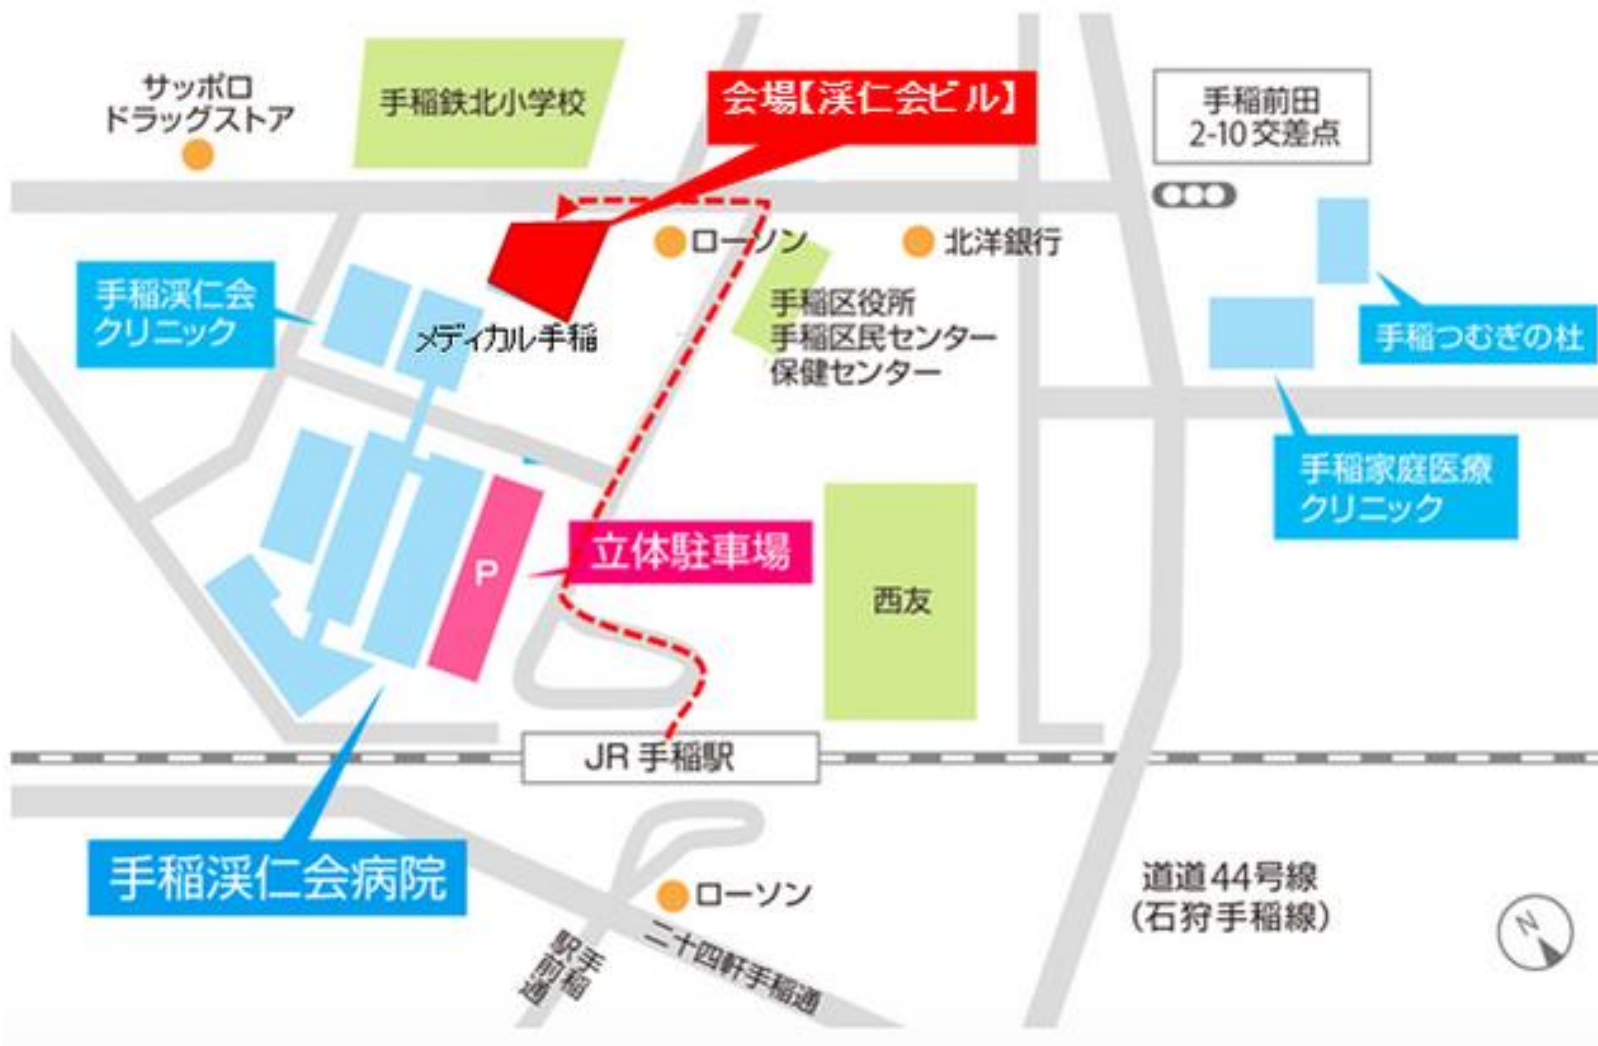 サッポロ
ドラッグストア
手稲鉄北小学校
会場【渓仁会ビル】
手稲前田
2-10交差点
ローソン
北洋銀行
手稲渓仁会
クリニック
メディカル手稲
手稲区役所
手稲区民センター
保健センター
手稲つむぎの杜
手稲家庭医療
クリニック
立体駐車場
P
西友
JR 手稲駅
手稲渓仁会病院
ローソン
道道44号線
(石狩手稲線)
二十四軒手稲通
手稲
駅前通
N